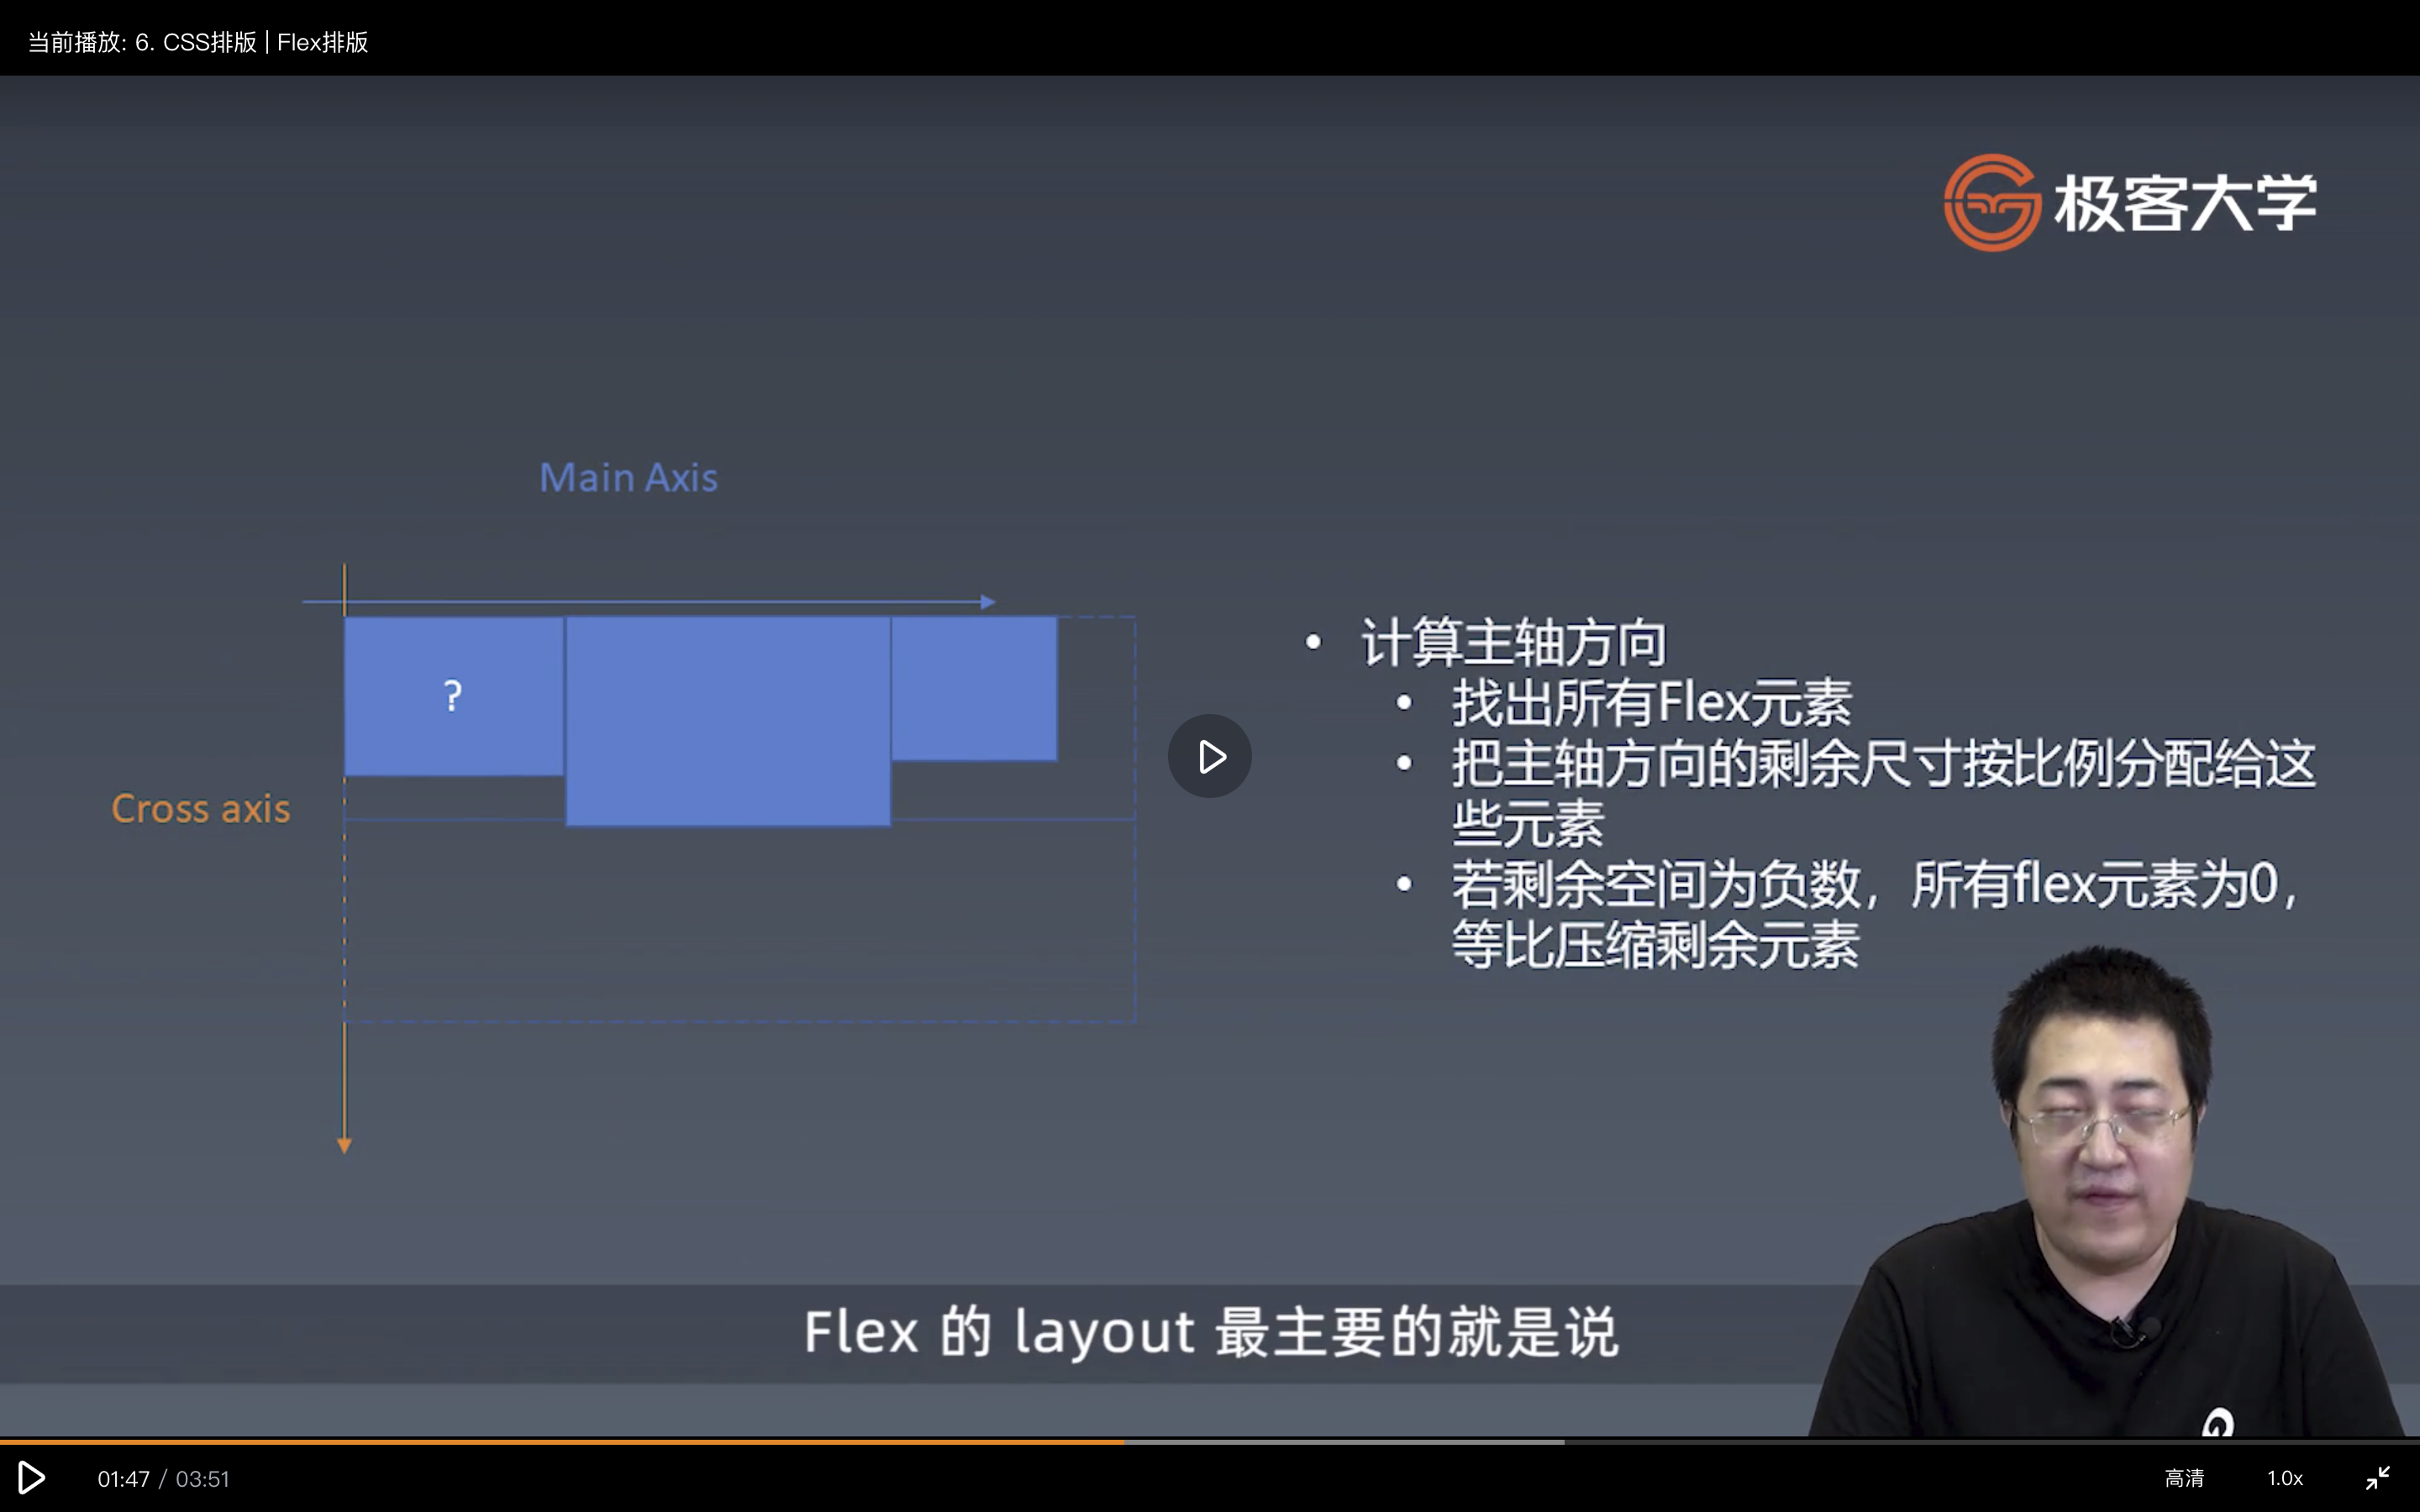 当前播放: 6. CSS排版 | Flex排版
极客大学
Main Axis
?
Cross axis
• 计算主轴方向
• 找出所有Flex元素
• 把主轴方向的剩余尺寸按比例分配给这
些元素
• 若剩余空间为负数，所有flex元素为0，
等比压缩剩余元素
Flex 的 layout 最主要的就是说
01:47 / 03:51
高清
1.0x